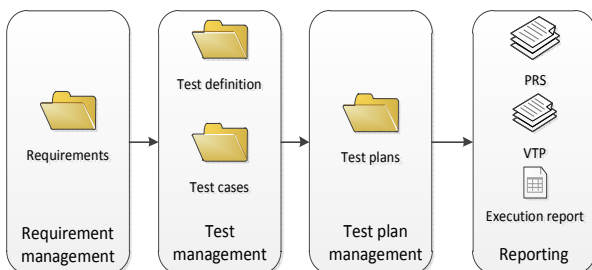 Requirements
Requirement
management
Test definition
Test cases
Test
management
Test plans
Test plan
management
PRS
VTP
Execution report
Reporting